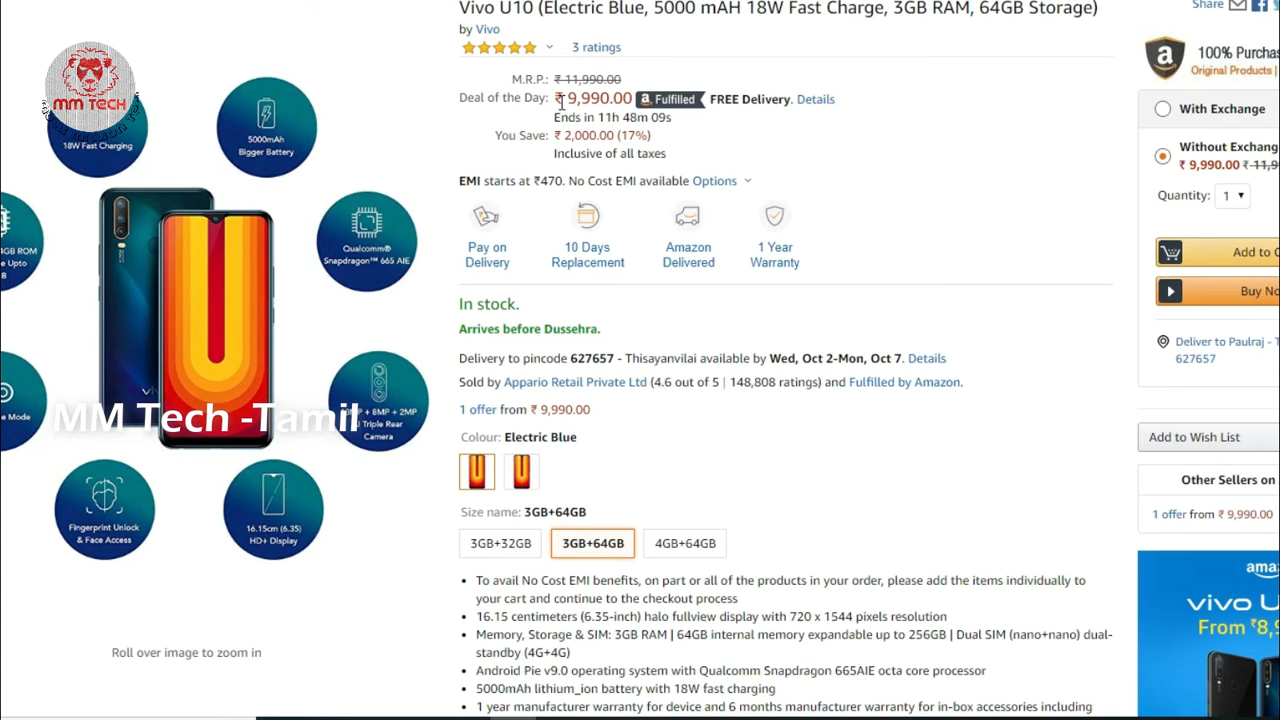 Vivo U10 (Electric Blue, 5000 mAH 18W Fast Charge, 3GB RAM, 64GB Storage)
by Vivo
3 ratings
M.R.P.: ₹ 11,990.00
Deal of the Day: ₹ 9,990.00 a Fulfilled FREE Delivery. Details
Ends in 11h 48m 09s
You Save: ₹ 2,000.00 (17%)
Inclusive of all taxes
EMI starts at ₹470. No Cost EMI available Options
Pay on Delivery
10 Days Replacement
Amazon Delivered
1 Year Warranty
In stock.
Arrives before Dussehra.
Delivery to pincode 627657 - Thisayanvilai available by Wed, Oct 2-Mon, Oct 7. Details
Sold by Appario Retail Private Ltd (4.6 out of 5 | 148,808 ratings) and Fulfilled by Amazon.
1 offer from ₹ 9,990.00
Colour: Electric Blue
Size name: 3GB+64GB
3GB+32GB
3GB+64GB
4GB+64GB
• To avail No Cost EMI benefits, on part or all of the products in your order, please add the items individually to
your cart and continue to the checkout process
• 16.15 centimeters (6.35-inch) halo fullview display with 720 x 1544 pixels resolution
• Memory, Storage & SIM: 3GB RAM | 64GB internal memory expandable up to 256GB | Dual SIM (nano+nano) dual-
standby (4G+4G)
• Android Pie v9.0 operating system with Qualcomm Snapdragon 665AIE octa core processor
• 5000mAh lithium_ion battery with 18W fast charging
• 1 year manufacturer warranty for device and 6 months manufacturer warranty for in-box accessories including
MM TECH
18W Fast Charging
5000mAh
Bigger Battery
4GB ROM
e Upto
B
Qualcomm®
Snapdragon™ 665 AIE
e Mode
MP + 8MP + 2MP
Triple Rear
Camera
MM Tech -Tamil
Fingerprint Unlock
& Face Access
16.15cm (6.35)
HD+ Display
Roll over image to zoom in
Share
100% Purcha
Original Products |
With Exchange
Without Exchan
₹ 9,990.00 ₹ 11,9
Quantity: 1
Add to C
Buy No
Deliver to Paulraj - T
627657
Add to Wish List
Other Sellers on
1 offer from ₹ 9,990.00
ama
vivo U
From ₹8,9